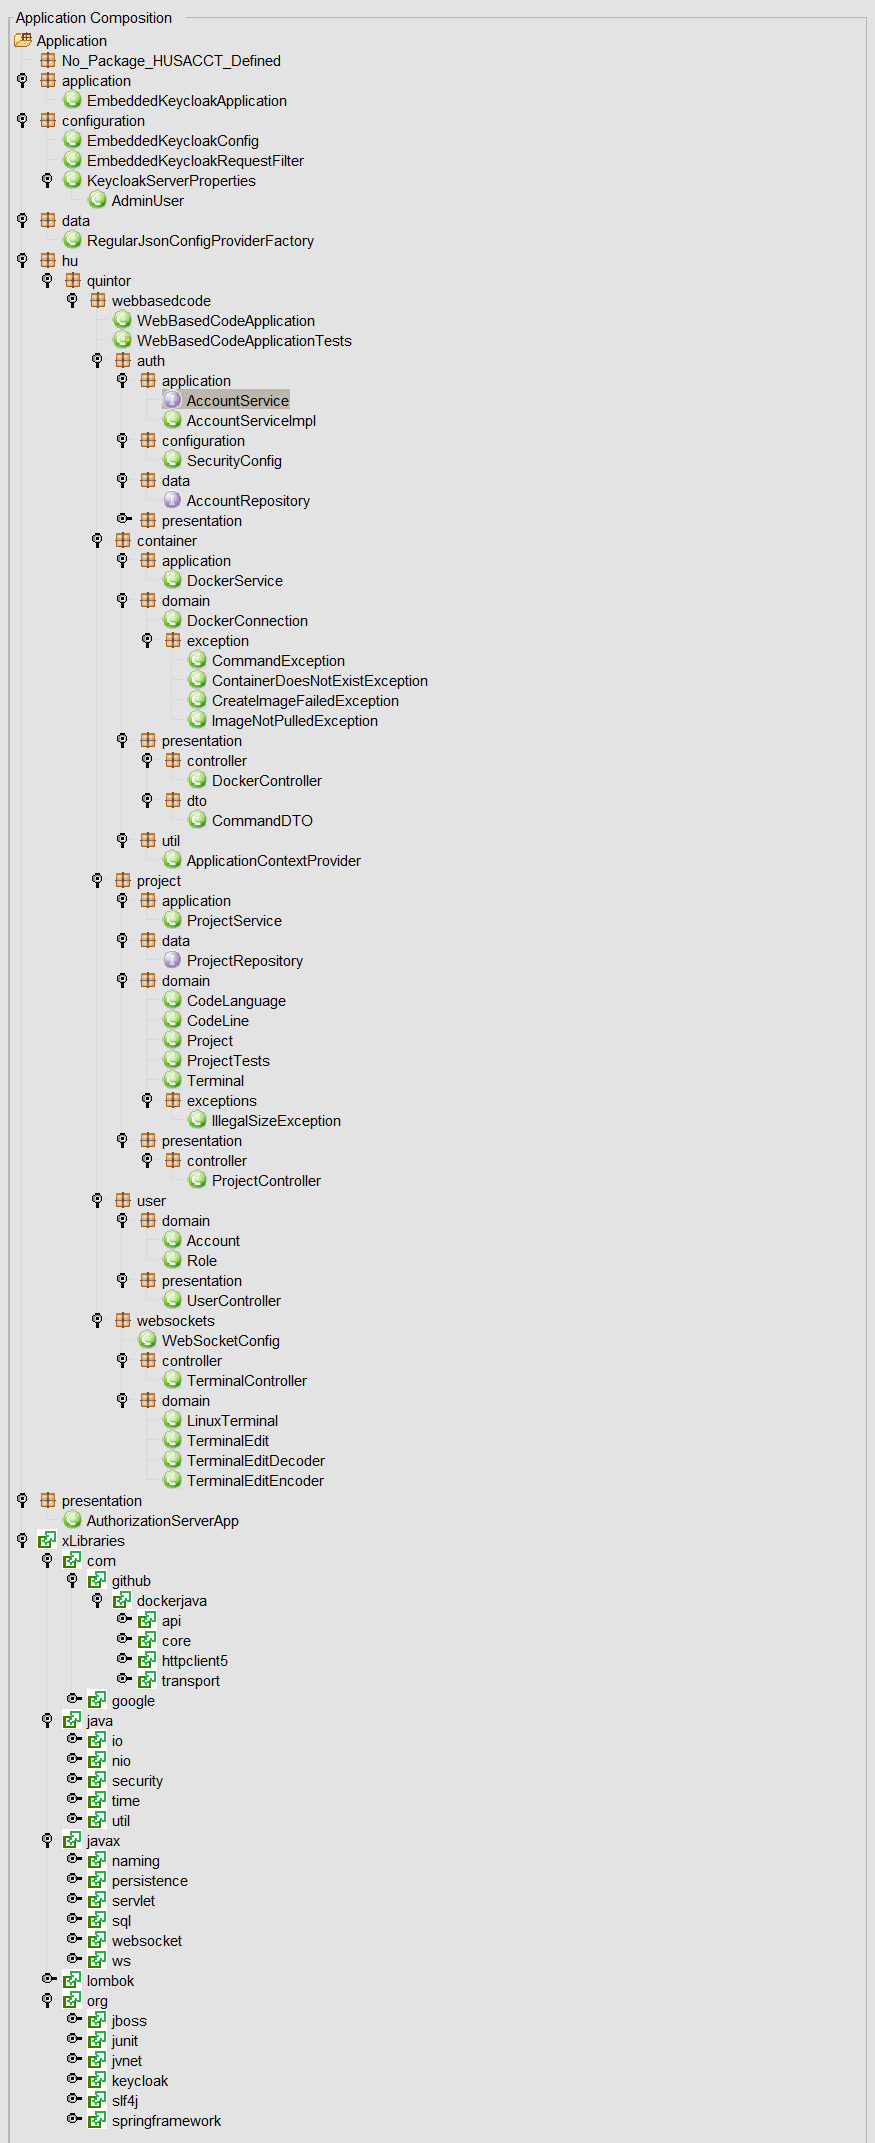 Application Composition
Application
No_Package_HUSACCT_Defined
application
EmbeddedKeycloakApplication
configuration
EmbeddedKeycloakConfig
EmbeddedKeycloakRequestFilter
KeycloakServerProperties
AdminUser
data
RegularJsonConfigProviderFactory
hu
quintor
webbasedcode
WebBasedCodeApplication
WebBasedCodeApplicationTests
auth
application
AccountService
AccountServiceImpl
configuration
SecurityConfig
data
AccountRepository
presentation
container
application
DockerService
domain
DockerConnection
exception
CommandException
ContainerDoesNotExistException
CreateImageFailedException
ImageNotPulledException
presentation
controller
DockerController
dto
CommandDTO
util
ApplicationContextProvider
project
application
ProjectService
data
ProjectRepository
domain
CodeLanguage
CodeLine
Project
ProjectTests
Terminal
exceptions
IllegalSizeException
presentation
controller
ProjectController
user
domain
Account
Role
presentation
UserController
websockets
WebSocketConfig
controller
TerminalController
domain
LinuxTerminal
TerminalEdit
TerminalEditDecoder
TerminalEditEncoder
presentation
AuthorizationServerApp
xLibraries
com
github
dockerjava
api
core
httpclient5
transport
google
java
io
nio
security
time
util
javax
naming
persistence
servlet
sql
websocket
ws
lombok
org
jboss
junit
jvnet
keycloak
slf4j
springframework